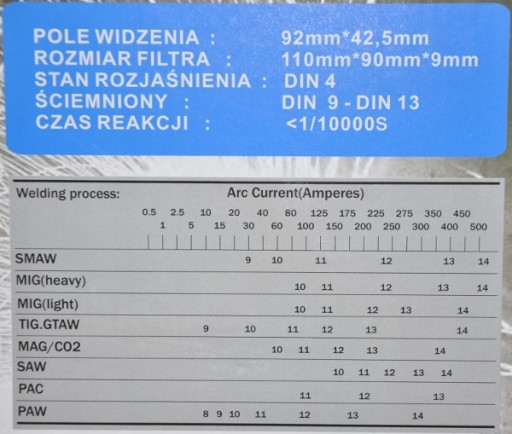 POLE WIDZENIA : 92mm*42,5mm
ROZMIAR FILTRA : 110mm*90mm*9mm
STAN ROZJAŚNIENIA : DIN 4
ŚCIEMNIONY : DIN 9 - DIN 13
CZAS REAKCJI : <1/10000S
Welding process: Arc Current(Amperes)
0.5 2.5 10 20 40 80 125 175 225 275 350 450
1 5 15 30 60 100 150 200 250 300 400 500
SMAW 9 10 11 12 13 14
MIG(heavy) 10 11 12 13 14
MIG(light) 10 11 12 13 14
TIG.GTAW 9 10 11 12 13 14
MAG/CO2 10 11 12 13 14
SAW 10 11 12 13 14
PAC 11 12 13
PAW 8 9 10 11 12 13 14